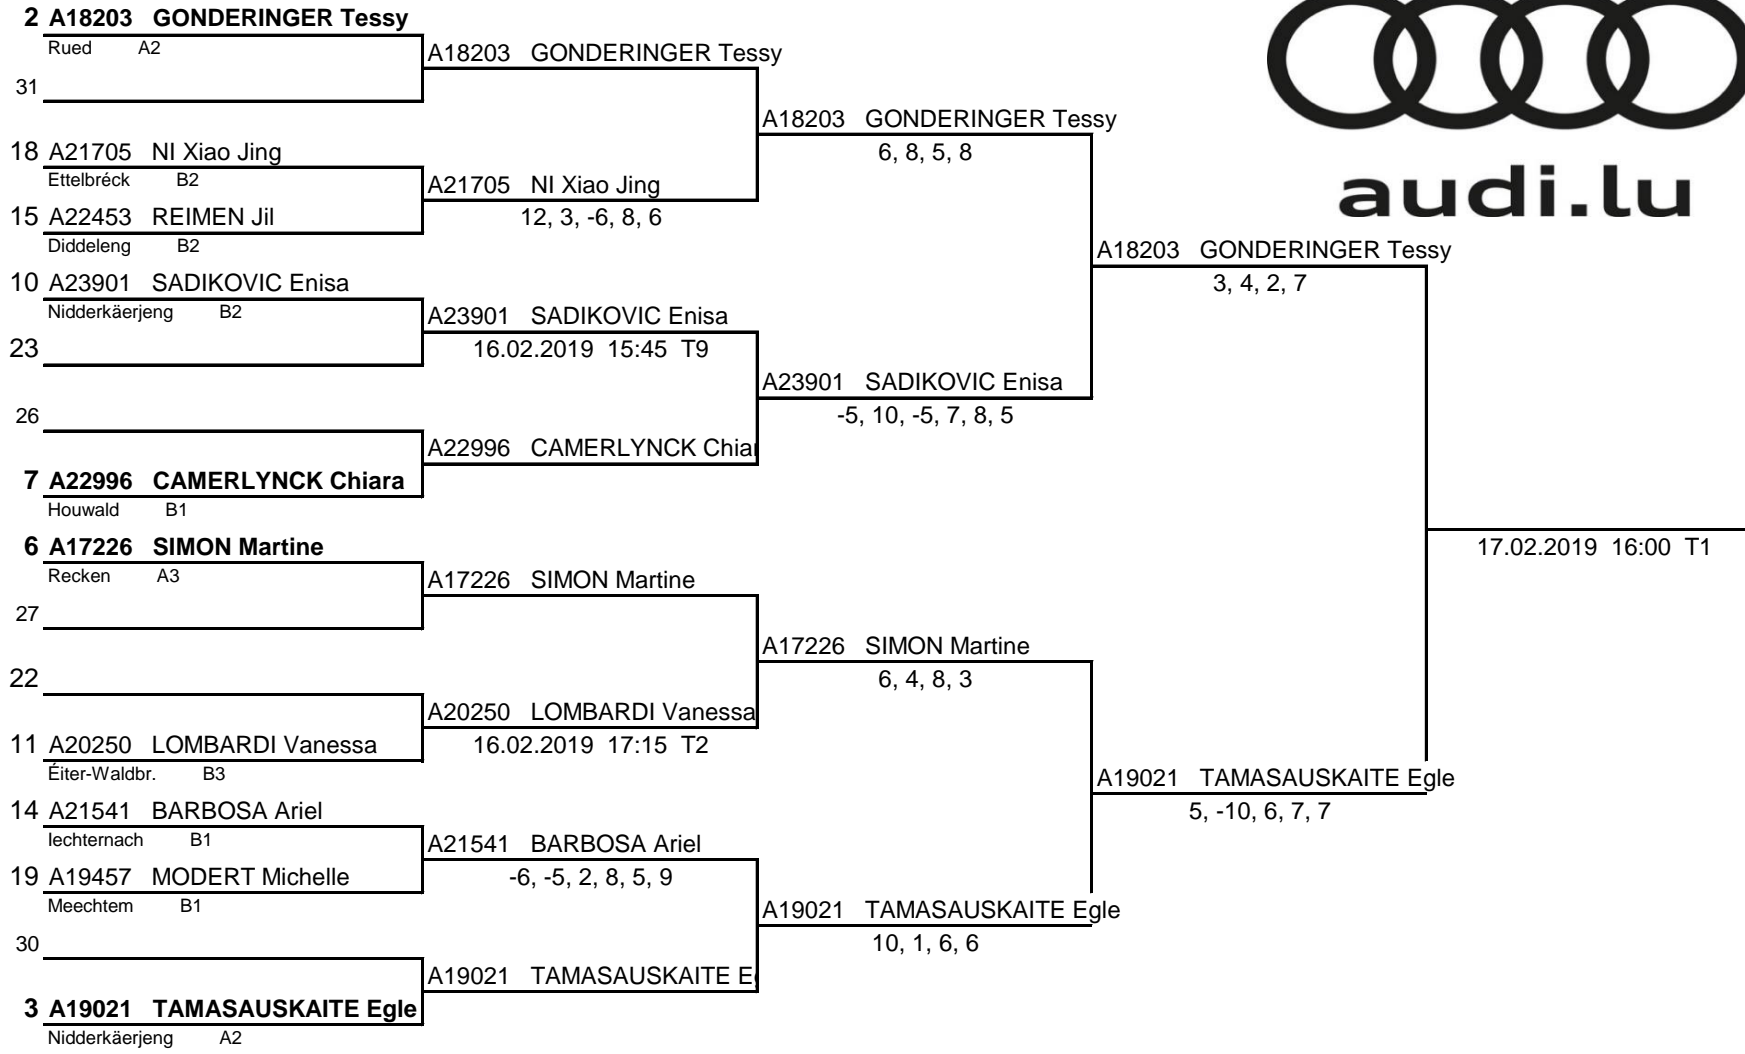 2 A18203 GONDERINGER Tessy
Rued A2
A18203 GONDERINGER Tessy
31
A18203 GONDERINGER Tessy
6, 8, 5, 8
18 A21705 NI Xiao Jing
Ettelbréck B2
A21705 NI Xiao Jing
12, 3, -6, 8, 6
15 A22453 REIMEN Jil
Diddeleng B2
audi.lu
A18203 GONDERINGER Tessy
3, 4, 2, 7
10 A23901 SADIKOVIC Enisa
Nidderkäerjeng B2
A23901 SADIKOVIC Enisa
16.02.2019 15:45 T9
23
A23901 SADIKOVIC Enisa
-5, 10, -5, 7, 8, 5
26
A22996 CAMERLYNCK Chiar
7 A22996 CAMERLYNCK Chiara
Houwald B1
17.02.2019 16:00 T1
6 A17226 SIMON Martine
Recken A3
A17226 SIMON Martine
27
A17226 SIMON Martine
6, 4, 8, 3
22
A20250 LOMBARDI Vanessa
16.02.2019 17:15 T2
11 A20250 LOMBARDI Vanessa
Éiter-Waldbr. B3
A19021 TAMASAUSKAITE Egle
5, -10, 6, 7, 7
14 A21541 BARBOSA Ariel
Iechternach B1
A21541 BARBOSA Ariel
-6, -5, 2, 8, 5, 9
19 A19457 MODERT Michelle
Meechtem B1
A19021 TAMASAUSKAITE Egle
10, 1, 6, 6
30
A19021 TAMASAUSKAITE E
3 A19021 TAMASAUSKAITE Egle
Nidderkäerjeng A2